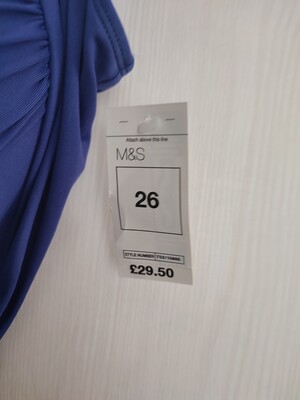 Attach above this line
M&S
26
STYLE NUMBER
£29.50